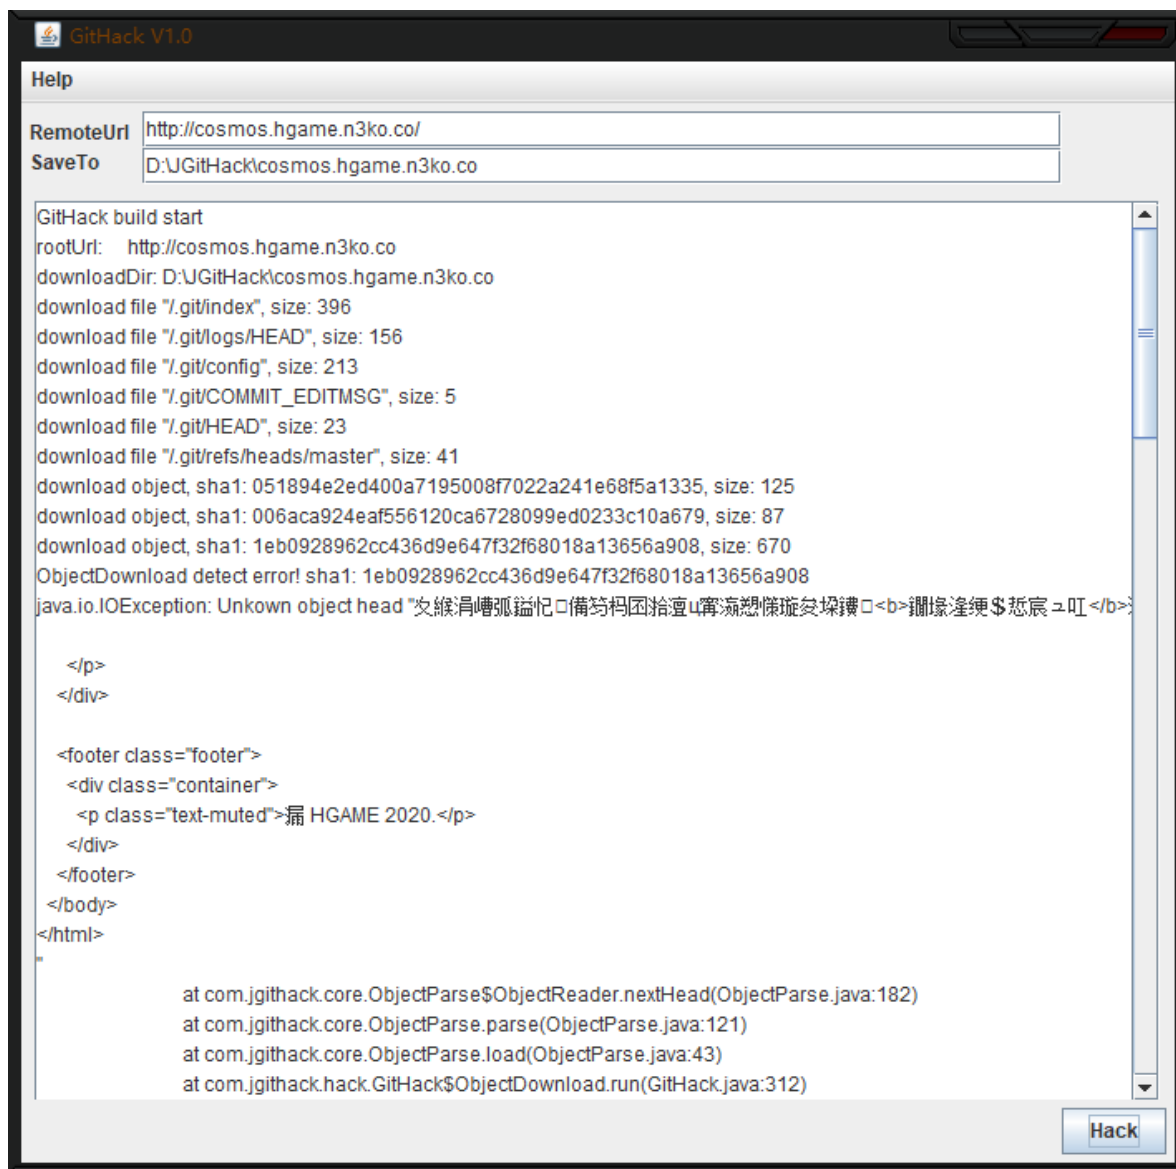 GitHack V1.0
Help
RemoteUrl http://cosmos.hgame.n3ko.co/
SaveTo D:\JGitHack\cosmos.hgame.n3ko.co
GitHack build start
rootUrl: http://cosmos.hgame.n3ko.co
downloadDir: D:\JGitHack\cosmos.hgame.n3ko.co
download file "/.git/index", size: 396
download file "/.git/logs/HEAD", size: 156
download file "/.git/config", size: 213
download file "/.git/COMMIT_EDITMSG", size: 5
download file "/.git/HEAD", size: 23
download file "/.git/refs/heads/master", size: 41
download object, sha1: 051894e2ed400a7195008f7022a241e68f5a1335, size: 125
download object, sha1: 006aca924eaf556120ca6728099ed0233c10a679, size: 87
download object, sha1: 1eb0928962cc436d9e647f32f68018a13656a908, size: 670
ObjectDownload detect error! sha1: 1eb0928962cc436d9e647f32f68018a13656a908
java.io.IOException: Unkown object head "<b></b>
</p>
</div>
<footer class="footer">
<div class="container">
<p class="text-muted">漏 HGAME 2020.</p>
</div>
</footer>
</body>
</html>
"
at com.jgithack.core.ObjectParse$ObjectReader.nextHead(ObjectParse.java:182)
at com.jgithack.core.ObjectParse.parse(ObjectParse.java:121)
at com.jgithack.core.ObjectParse.load(ObjectParse.java:43)
at com.jgithack.hack.GitHack$ObjectDownload.run(GitHack.java:312)
Hack